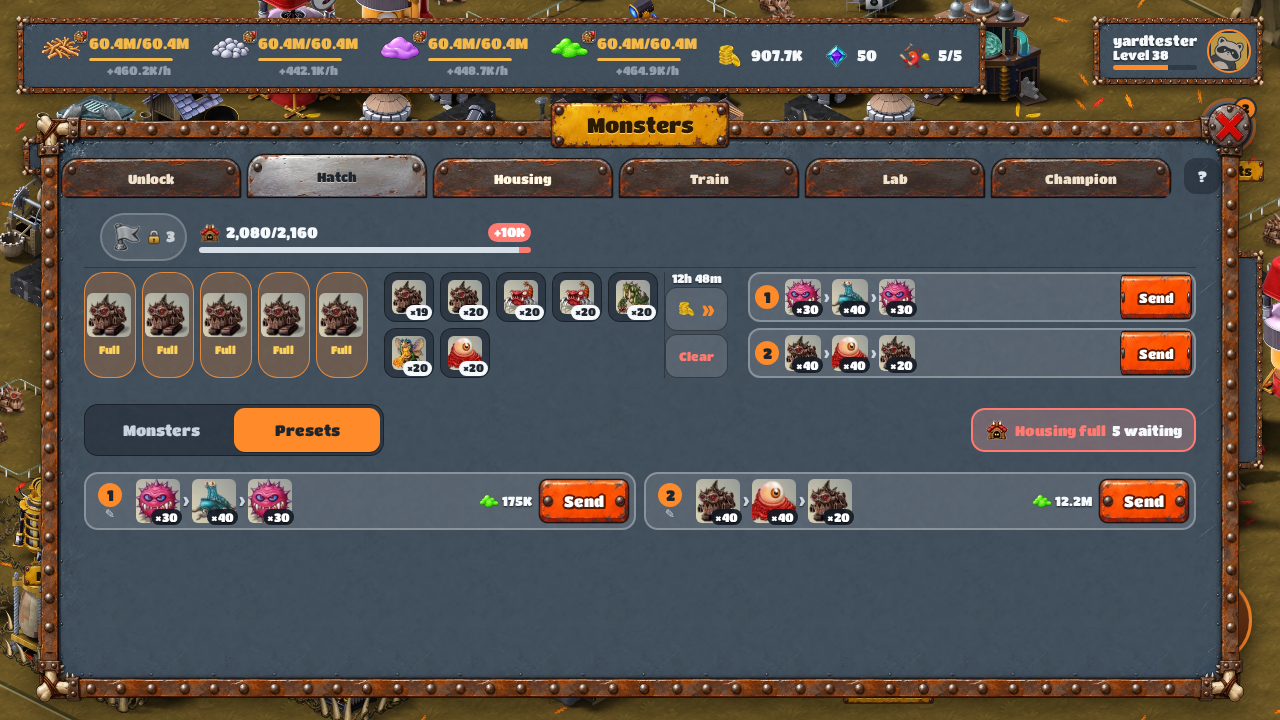 60.4M/60.4M
+460.2K/h
60.4M/60.4M
+442.1K/h
60.4M/60.4M
+448.7K/h
60.4M/60.4M
+464.9K/h
907.7K
50
5/5
yardtester
Level 38
Monsters
Unlock
Hatch
Housing
Train
Lab
Champion
?
3
2,080/2,160
+10K
Full
Full
Full
Full
Full
×19
×20
×20
×20
×20
×20
×20
12h 48m
»
Clear
1
×30
›
×40
›
×30
Send
2
×40
›
×40
›
×20
Send
Monsters
Presets
Housing full 5 waiting
1
×30
›
×40
›
×30
175K
Send
2
×40
›
×40
›
×20
12.2M
Send